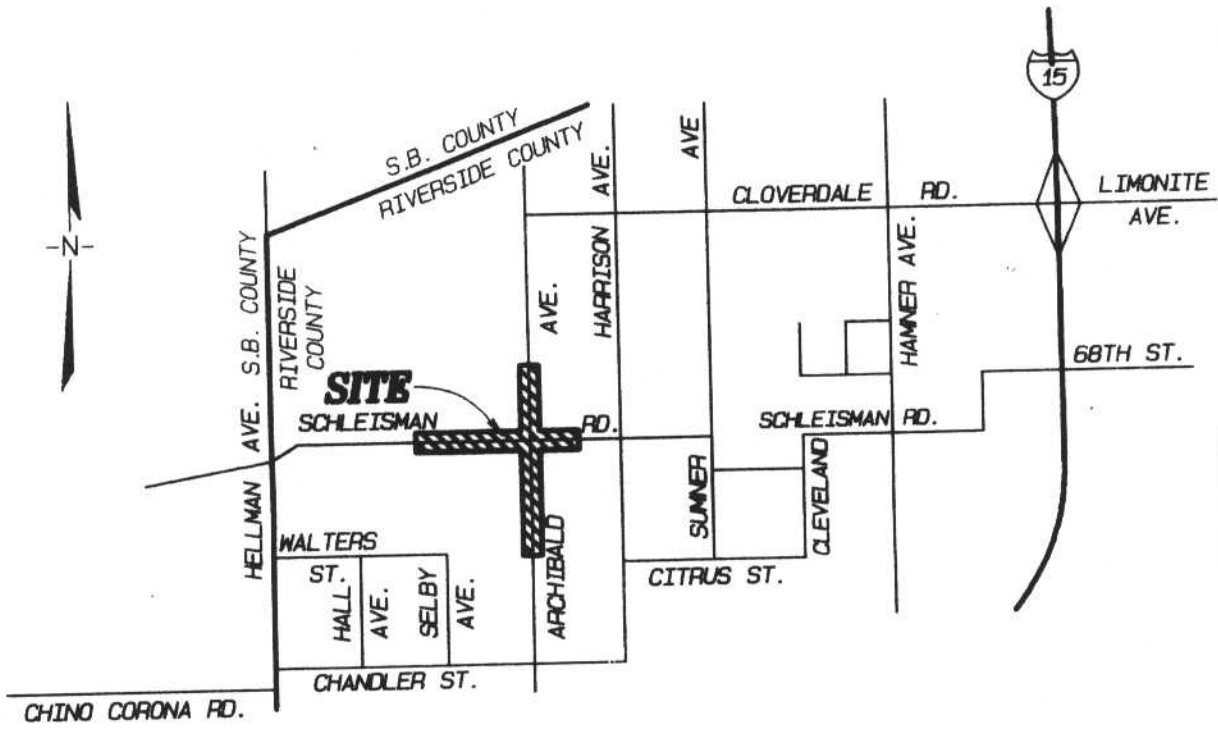 15
S.B. COUNTY
RIVERSIDE COUNTY
AVE.
AVE
CLOVERDALE RD.
LIMONITE
AVE.
-N-
HARRISON
HELLMAN AVE. S.B. COUNTY
RIVERSIDE
COUNTY
AVE.
HAMNER AVE.
68TH ST.
SITE
SCHLEISMAN RD.
SCHLEISMAN RD.
SUMNER
CLEVELAND
WALTERS
ST.
HALL
AVE.
SELBY
AVE.
ARCHIBALD
CITRUS ST.
CHANDLER ST.
CHINO CORONA RD.